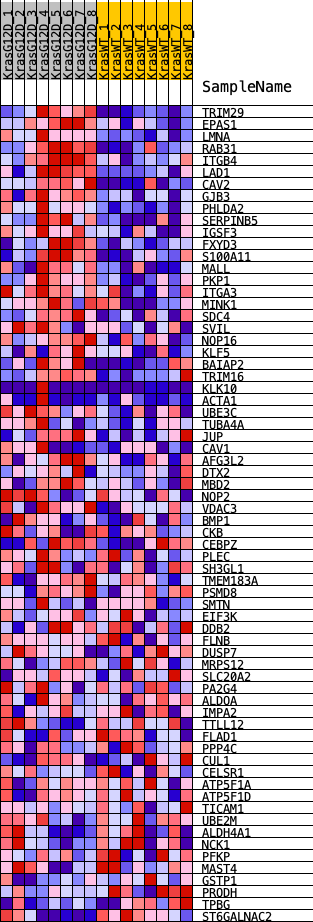 KrasG12D_1
KrasG12D_2
KrasG12D_3
KrasG12D_4
KrasG12D_5
KrasG12D_6
KrasG12D_7
KrasG12D_8
KrasWT_1
KrasWT_2
KrasWT_3
KrasWT_4
KrasWT_5
KrasWT_6
KrasWT_7
KrasWT_8
SampleName
TRIM29
EPAS1
LMNA
RAB31
ITGB4
LAD1
CAV2
GJB3
PHLDA2
SERPINB5
IGSF3
FXYD3
S100A11
MALL
PKP1
ITGA3
MINK1
SDC4
SVIL
NOP16
KLF5
BAIAP2
TRIM16
KLK10
ACTA1
UBE3C
TUBA4A
JUP
CAV1
AFG3L2
DTX2
MBD2
NOP2
VDAC3
BMP1
CKB
CEBPZ
PLEC
SH3GL1
TMEM183A
PSMD8
SMTN
EIF3K
DDB2
FLNB
DUSP7
MRPS12
SLC20A2
PA2G4
ALDOA
IMPA2
TTLL12
FLAD1
PPP4C
CUL1
CELSR1
ATP5F1A
ATP5F1D
TICAM1
UBE2M
ALDH4A1
NCK1
PFKP
MAST4
GSTP1
PRODH
TPBG
ST6GALNAC2